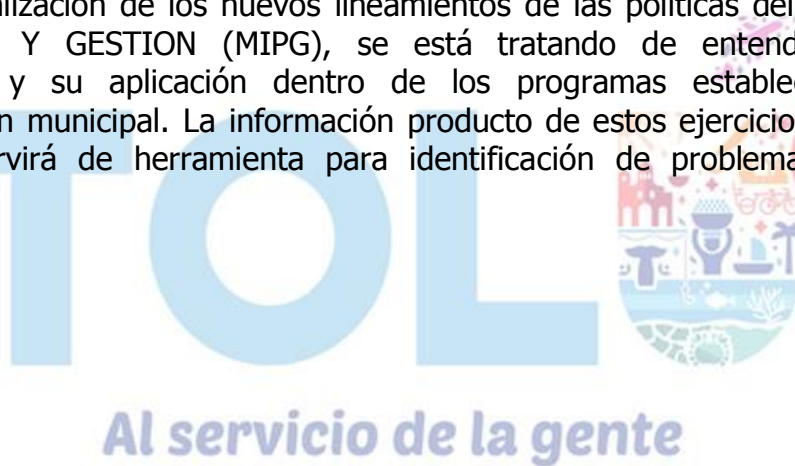 alización de los nuevos lineamientos de las políticas del
Y GESTION (MIPG), se está tratando de entend
y su aplicación dentro de los programas establec
n municipal. La información producto de estos ejercicio
rvirá de herramienta para identificación de problema
TOLU
Al servicio de la gente